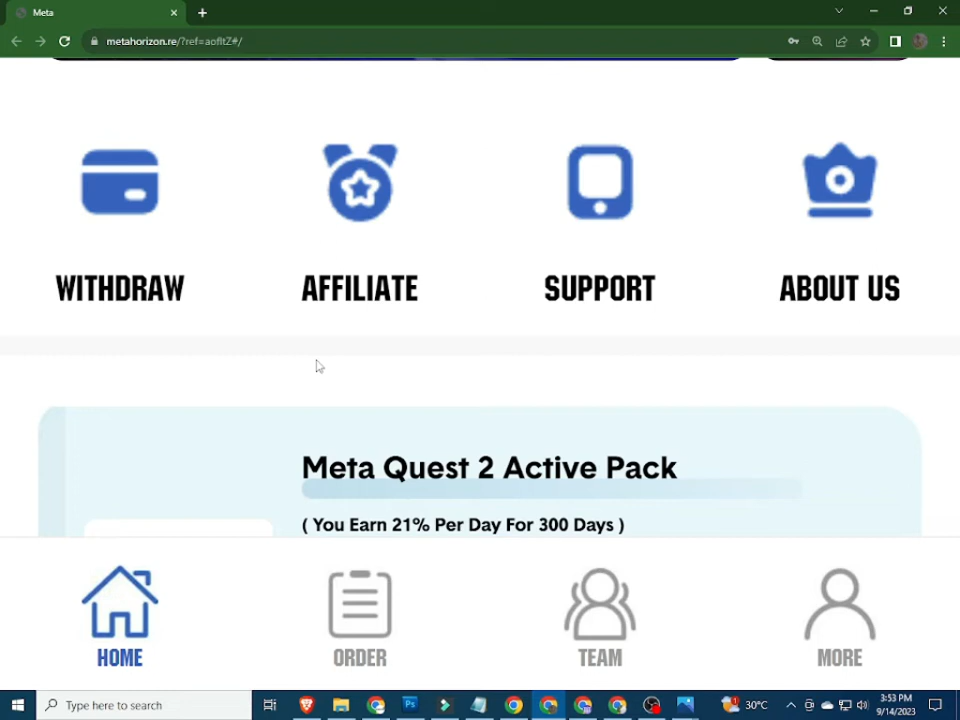 Meta
metahorizon.re/?ref=aofItZ#/
WITHDRAW
AFFILIATE
SUPPORT
ABOUT US
Meta Quest 2 Active Pack
( You Earn 21% Per Day For 300 Days )
HOME
ORDER
TEAM
MORE
Type here to search
30°C
3:53 PM
9/14/2023